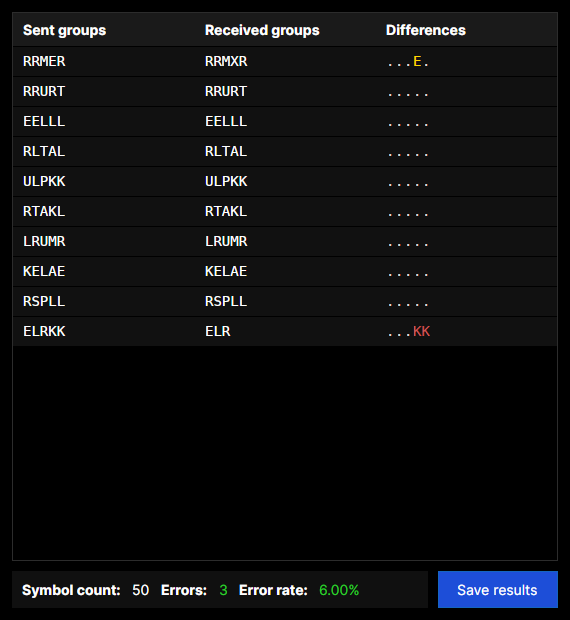 Sent groups Received groups Differences
RRMER RRMXR ...E.
RRURT RRURT .....
EELLL EELLL .....
RLTAL RLTAL .....
ULPKK ULPKK .....
RTAKL RTAKL .....
LRUMR LRUMR .....
KELAE KELAE .....
RSPLL RSPLL .....
ELRKK ELR ...KK
Symbol count: 50 Errors: 3 Error rate: 6.00% Save results